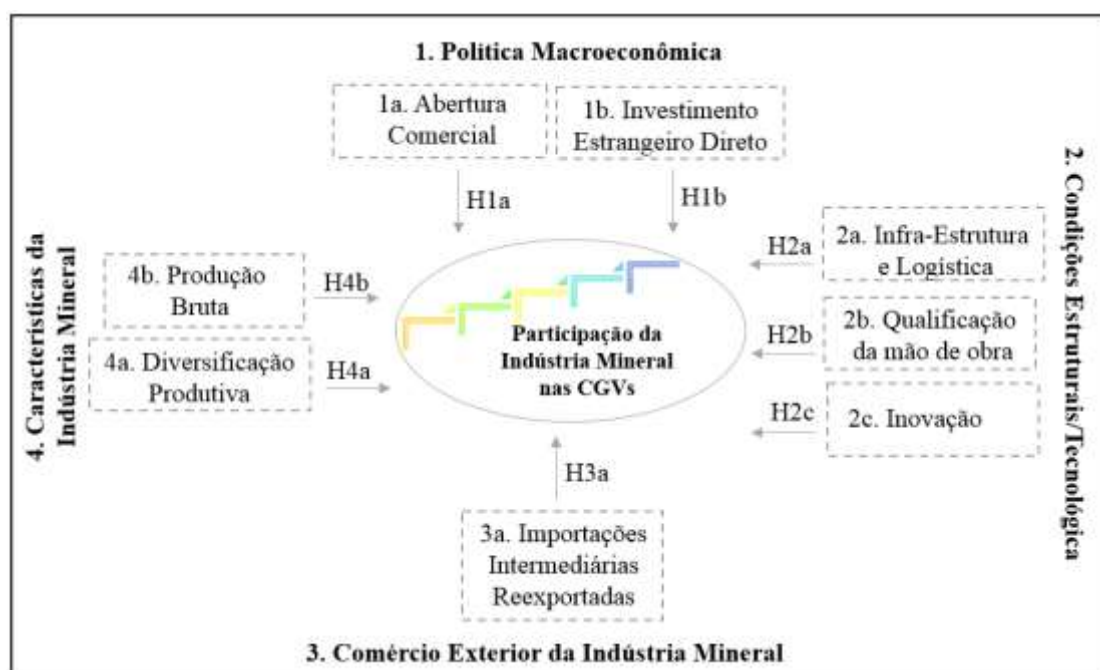 1. Política Macroeconômica
1a. Abertura
Comercial
1b. Investimento
Estrangeiro Direto
H1a
H1b
2. Condições Estruturais/Tecnológica
2a. Infra-Estrutura
e Logística
H2a
2b. Qualificação
da mão de obra
H2b
2c. Inovação
H2c
4. Características da
Indústria Mineral
4b. Produção
Bruta
H4b
4a. Diversificação
Produtiva
H4a
Participação da
Indústria Mineral
nas CGVs
H3a
3a. Importações
Intermediárias
Reexportadas
3. Comércio Exterior da Indústria Mineral